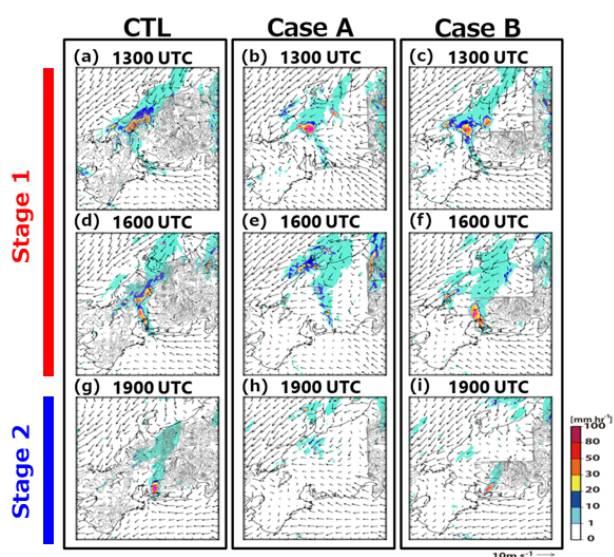 CTL Case A Case B
(a) 1300 UTC (b) 1300 UTC (c) 1300 UTC
Stage 1
(d) 1600 UTC (e) 1600 UTC (f) 1600 UTC
(g) 1900 UTC (h) 1900 UTC (i) 1900 UTC
Stage 2
[mm hr⁻¹]
100
80
50
30
20
10
1
0
10m s⁻¹